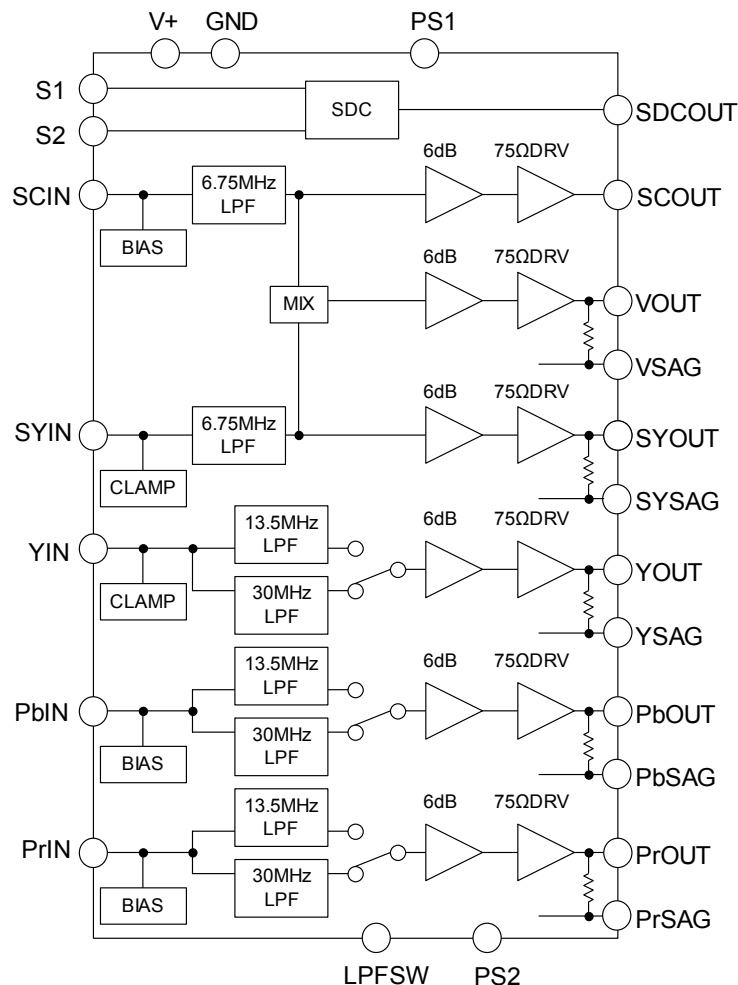 V+ GND PS1
S1
SDC
SDCOUT
S2
6dB 75ΩDRV
SCIN
6.75MHz
LPF
SCOUT
BIAS
6dB 75ΩDRV
MIX
VOUT
VSAG
6dB 75ΩDRV
SYIN
6.75MHz
LPF
SYOUT
CLAMP
SYSAG
13.5MHz
LPF
6dB 75ΩDRV
YIN
YOUT
CLAMP
30MHz
LPF
YSAG
13.5MHz
LPF
6dB 75ΩDRV
PbIN
PbOUT
BIAS
30MHz
LPF
PbSAG
13.5MHz
LPF
6dB 75ΩDRV
PrIN
PrOUT
BIAS
30MHz
LPF
PrSAG
LPFSW PS2